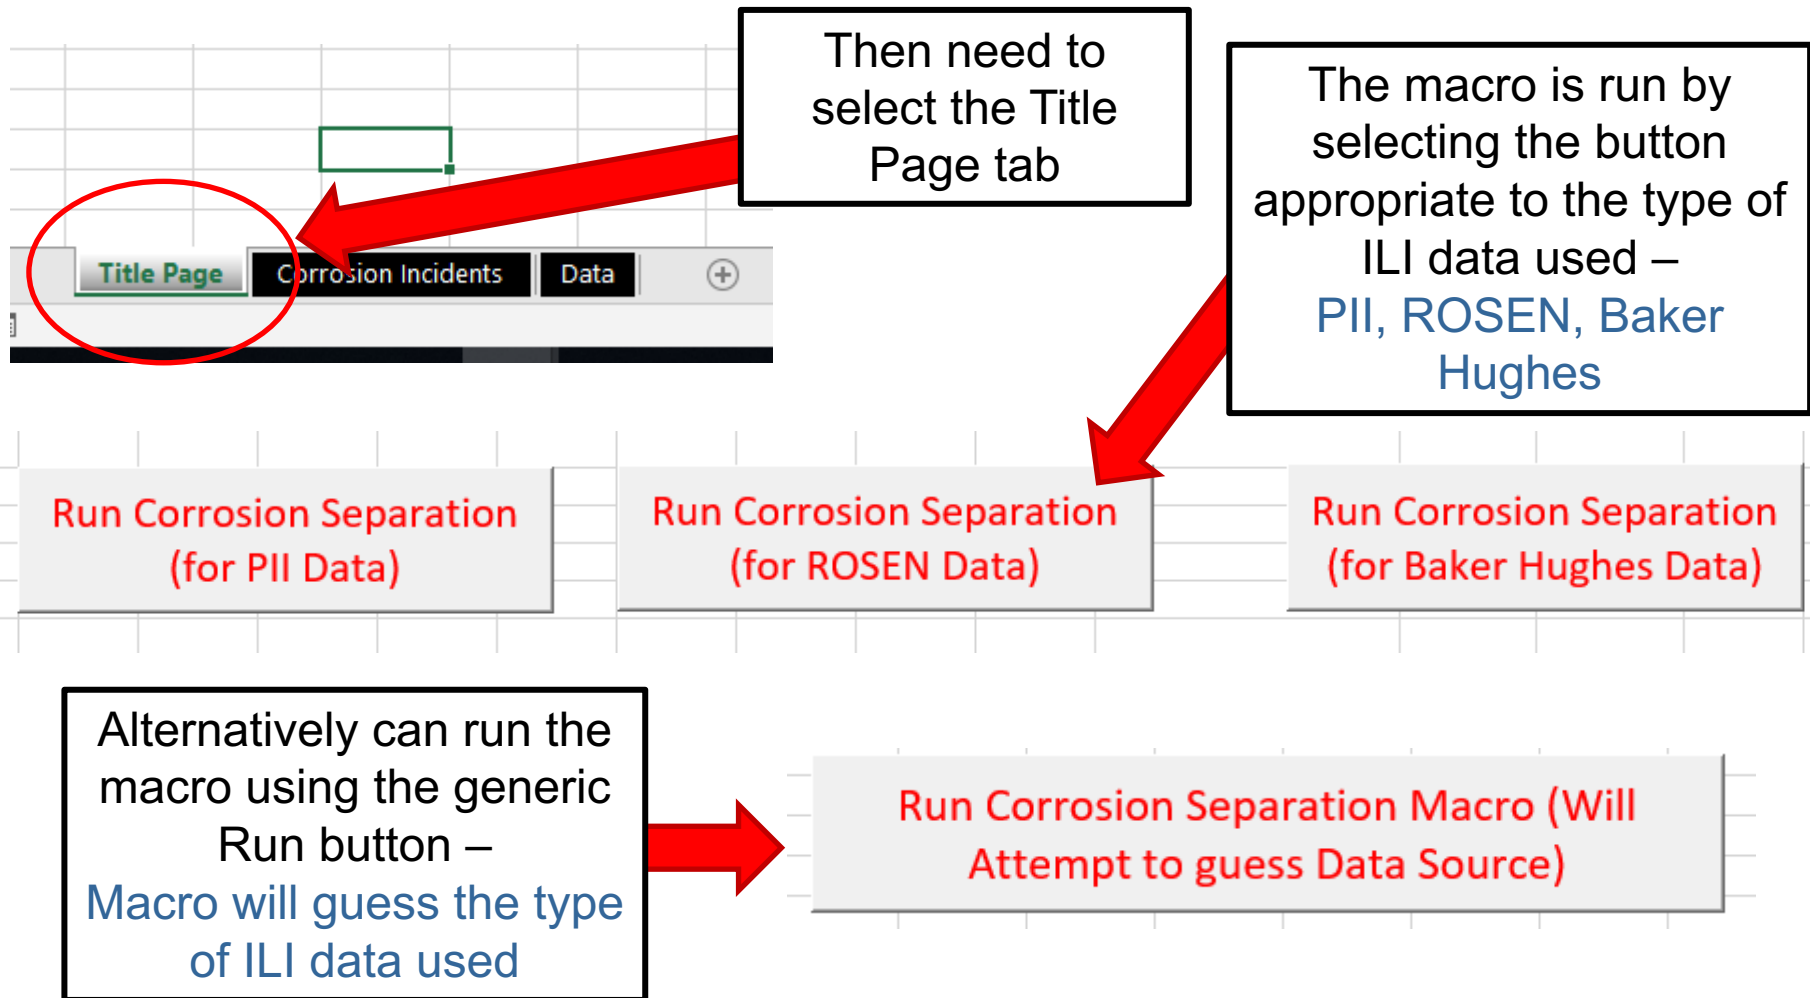 Then need to
select the Title
Page tab
The macro is run by
selecting the button
appropriate to the type of
ILI data used –
PII, ROSEN, Baker
Hughes
Title Page
Corrosion Incidents
Data
Run Corrosion Separation
(for PII Data)
Run Corrosion Separation
(for ROSEN Data)
Run Corrosion Separation
(for Baker Hughes Data)
Alternatively can run the
macro using the generic
Run button –
Macro will guess the type
of ILI data used
Run Corrosion Separation Macro (Will
Attempt to guess Data Source)